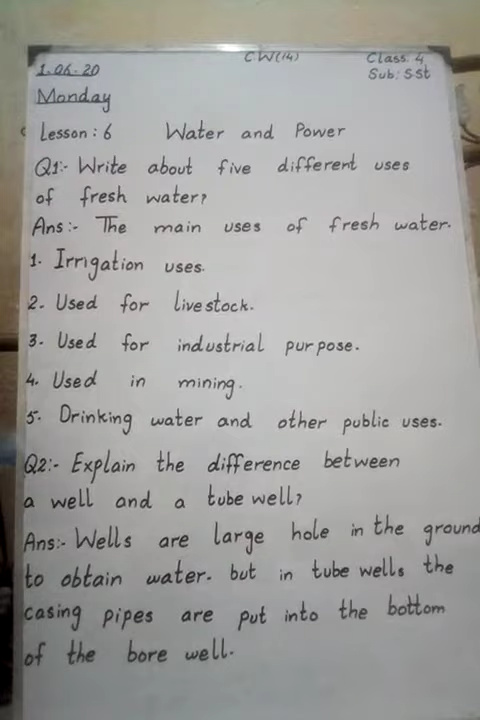 CW(14)
1.06.20 Class: 4
Sub: SSt
Monday
Lesson: 6 Water and Power
Q1:- Write about five different uses
of fresh water?
Ans:- The main uses of fresh water.
1. Irrigation uses.
2. Used for livestock.
3. Used for industrial purpose.
4. Used in mining.
5. Drinking water and other public uses.
Q2:- Explain the difference between
a well and a tube well?
Ans:- Wells are large hole in the ground
to obtain water. but in tube wells the
casing pipes are put into the bottom
of the bore well.